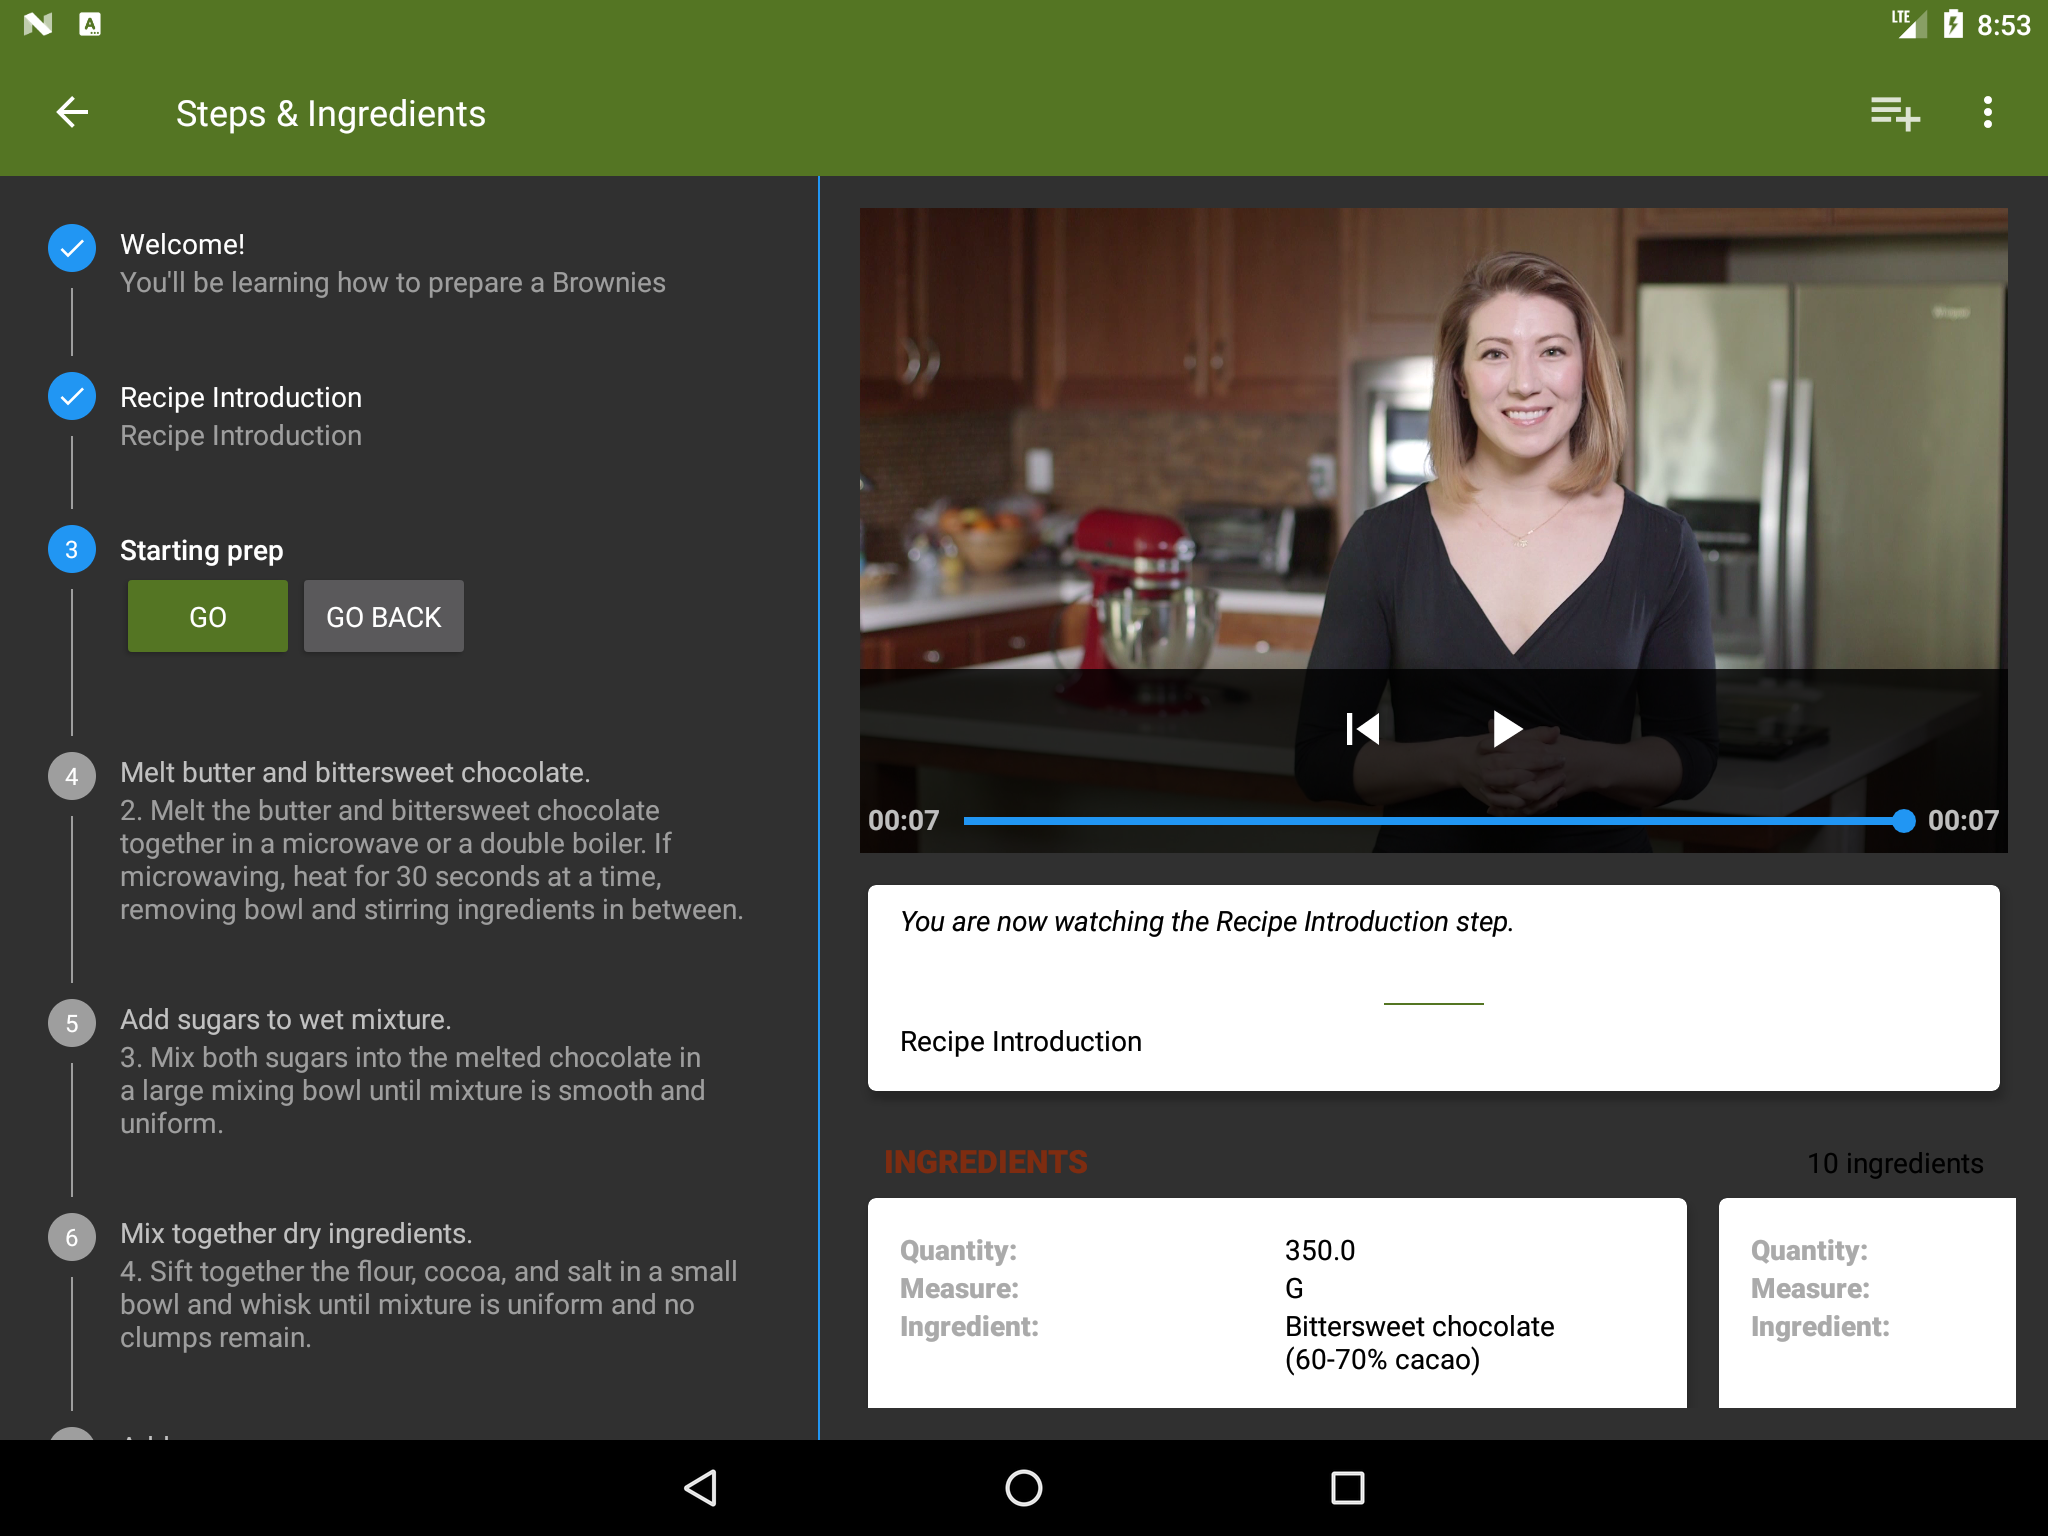 LTE 8:53
Steps & Ingredients
Welcome!
You'll be learning how to prepare a Brownies
Recipe Introduction
Recipe Introduction
3 Starting prep
GO GO BACK
4 Melt butter and bittersweet chocolate.
2. Melt the butter and bittersweet chocolate
together in a microwave or a double boiler. If
microwaving, heat for 30 seconds at a time,
removing bowl and stirring ingredients in between.
5 Add sugars to wet mixture.
3. Mix both sugars into the melted chocolate in
a large mixing bowl until mixture is smooth and
uniform.
6 Mix together dry ingredients.
4. Sift together the flour, cocoa, and salt in a small
bowl and whisk until mixture is uniform and no
clumps remain.
00:07 00:07
You are now watching the Recipe Introduction step.
Recipe Introduction
INGREDIENTS 10 ingredients
Quantity: 350.0
Measure: G
Ingredient: Bittersweet chocolate
(60-70% cacao)
Quantity:
Measure:
Ingredient: